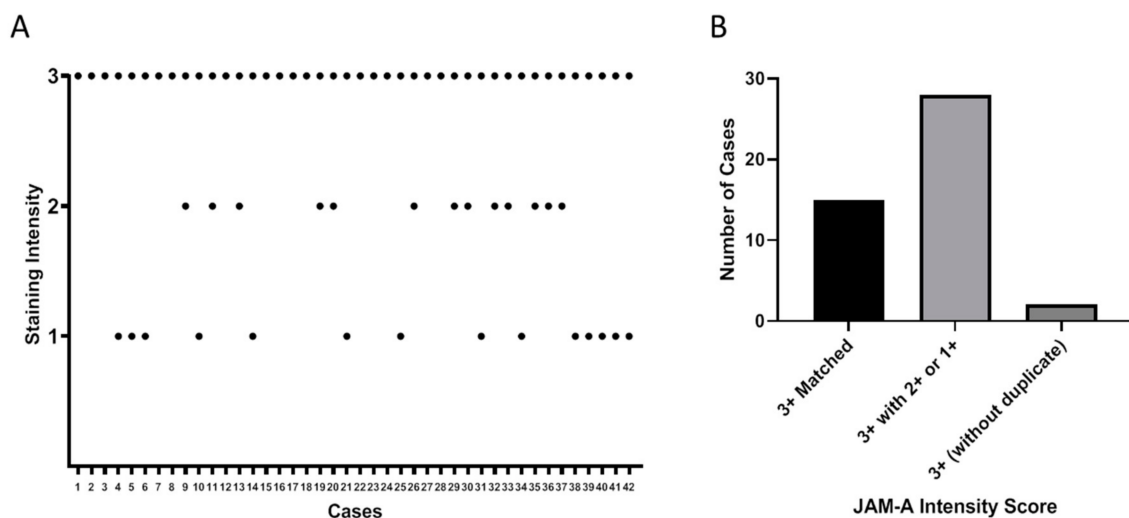 A
Staining Intensity
3
2
1
1 2 3 4 5 6 7 8 9 10 11 12 13 14 15 16 17 18 19 20 21 22 23 24 25 26 27 28 29 30 31 32 33 34 35 36 37 38 39 40 41 42
Cases
B
Number of Cases
30
20
10
0
3+ Matched
3+ with 2+ or 1+
3+ (without duplicate)
JAM-A Intensity Score